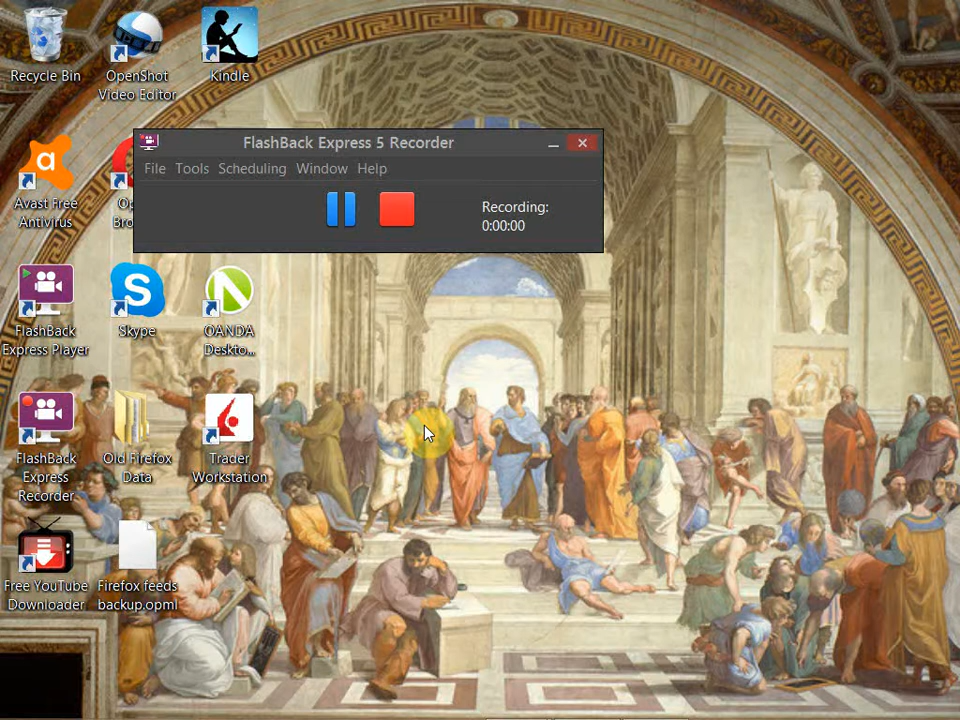 Recycle Bin
OpenShot
Video Editor
Kindle
FlashBack Express 5 Recorder
File Tools Scheduling Window Help
Recording:
0:00:00
a
Avast Free
Antivirus
Op
Bro
FlashBack
Express Player
S
Skype
OANDA
Deskto...
FlashBack
Express
Recorder
Old Firefox
Data
Trader
Workstation
Free YouTube
Downloader
Firefox feeds
backup.opml